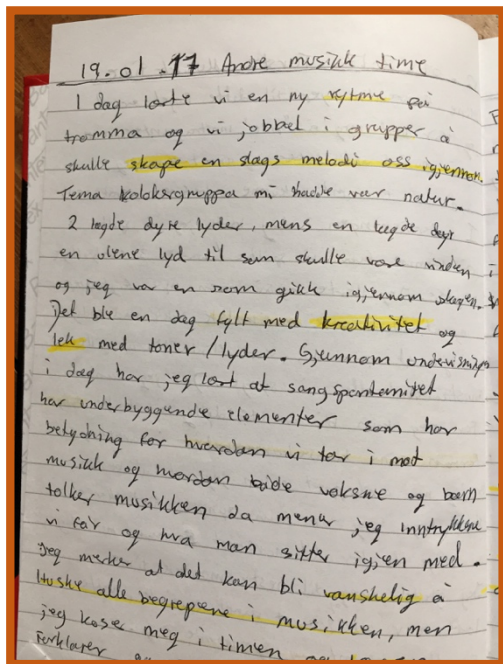 19.01.17 Andre musikk time
I dag lærte vi en ny rytme på
tromma og vi jobbet i grupper å
skulle skape en slags melodi oss igjennom.
Tema mi hadde var natur.
2 lagde dyre lyder, mens en lagde
en ulene lyd til som skulle være vinden
og jeg var en som gikk igjennom skogen.
Det ble en dag fylt med kreativitet og
lek med toner/lyder. Gjennom undervisningen
i dag har jeg lært at sangspontanitet
har underbyggende elementer som har
betydning for hvordan vi tar i mot
musikk og hvordan både voksne og barn
tolker musikken da mener jeg inntrykkene
vi får og hva man sitter igjen med.
Jeg merker at det kan bli vanskelig å
Huske alle begrepene i musikken, men
jeg kose meg i timen og
Forklarer